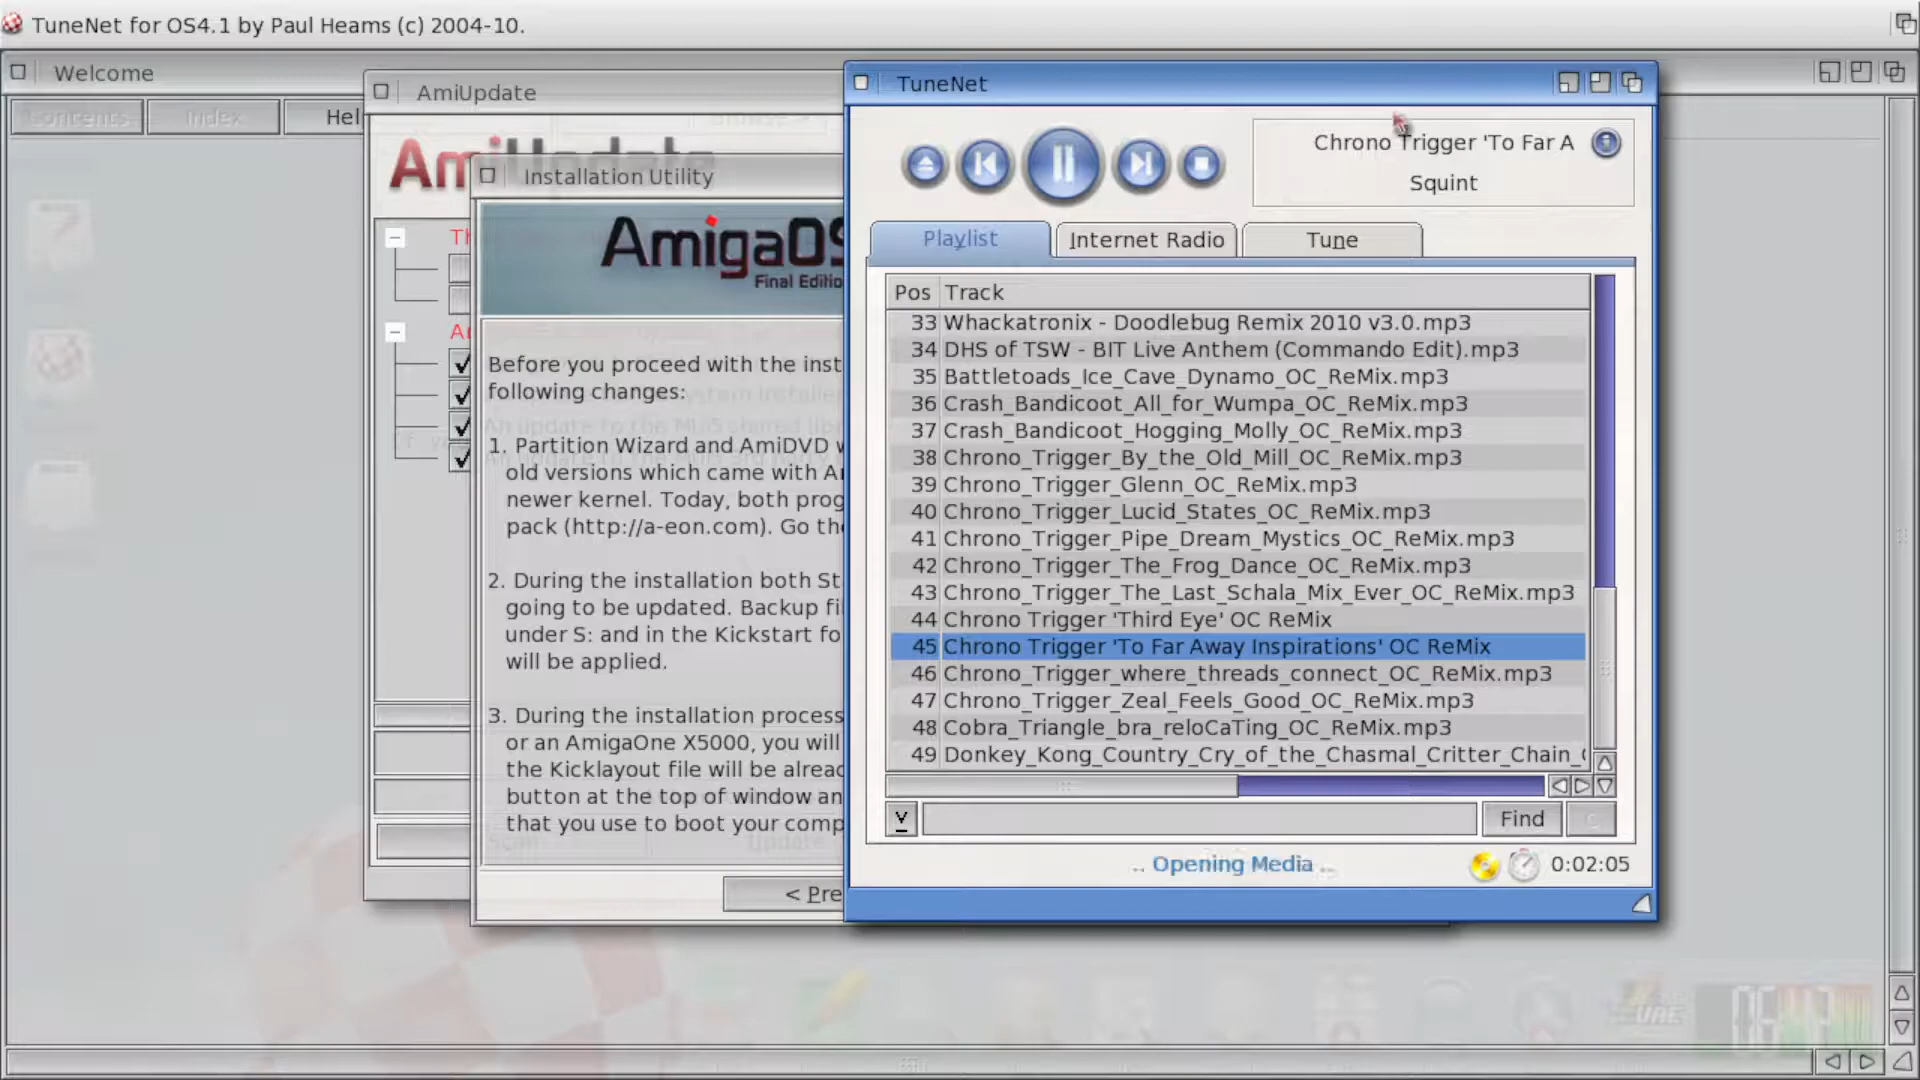 TuneNet for OS4.1 by Paul Heams (c) 2004-10.
Welcome
Contents
Index
Hel
AmiUpdate
AmiUpdate
Installation Utility
AmigaOS
Final Editio
Before you proceed with the inst
following changes:
1. Partition Wizard and AmiDVD w
old versions which came with A
newer kernel. Today, both prog
pack (http://a-eon.com). Go the
2. During the installation both St
going to be updated. Backup fi
under S: and in the Kickstart fo
will be applied.
3. During the installation process
or an AmigaOne X5000, you will
the Kicklayout file will be alread
button at the top of window an
that you use to boot your comp
Scan
Update
< Pre
TuneNet
Chrono Trigger 'To Far A
Squint
Playlist
Internet Radio
Tune
Pos Track
33 Whackatronix - Doodlebug Remix 2010 v3.0.mp3
34 DHS of TSW - BIT Live Anthem (Commando Edit).mp3
35 Battletoads_Ice_Cave_Dynamo_OC_ReMix.mp3
36 Crash_Bandicoot_All_for_Wumpa_OC_ReMix.mp3
37 Crash_Bandicoot_Hogging_Molly_OC_ReMix.mp3
38 Chrono_Trigger_By_the_Old_Mill_OC_ReMix.mp3
39 Chrono_Trigger_Glenn_OC_ReMix.mp3
40 Chrono_Trigger_Lucid_States_OC_ReMix.mp3
41 Chrono_Trigger_Pipe_Dream_Mystics_OC_ReMix.mp3
42 Chrono_Trigger_The_Frog_Dance_OC_ReMix.mp3
43 Chrono_Trigger_The_Last_Schala_Mix_Ever_OC_ReMix.mp3
44 Chrono Trigger 'Third Eye' OC ReMix
45 Chrono Trigger 'To Far Away Inspirations' OC ReMix
46 Chrono_Trigger_where_threads_connect_OC_ReMix.mp3
47 Chrono_Trigger_Zeal_Feels_Good_OC_ReMix.mp3
48 Cobra_Triangle_bra_reloCaTing_OC_ReMix.mp3
49 Donkey_Kong_Country_Cry_of_the_Chasmal_Critter_Chain_
Find
.. Opening Media ..
0:02:05